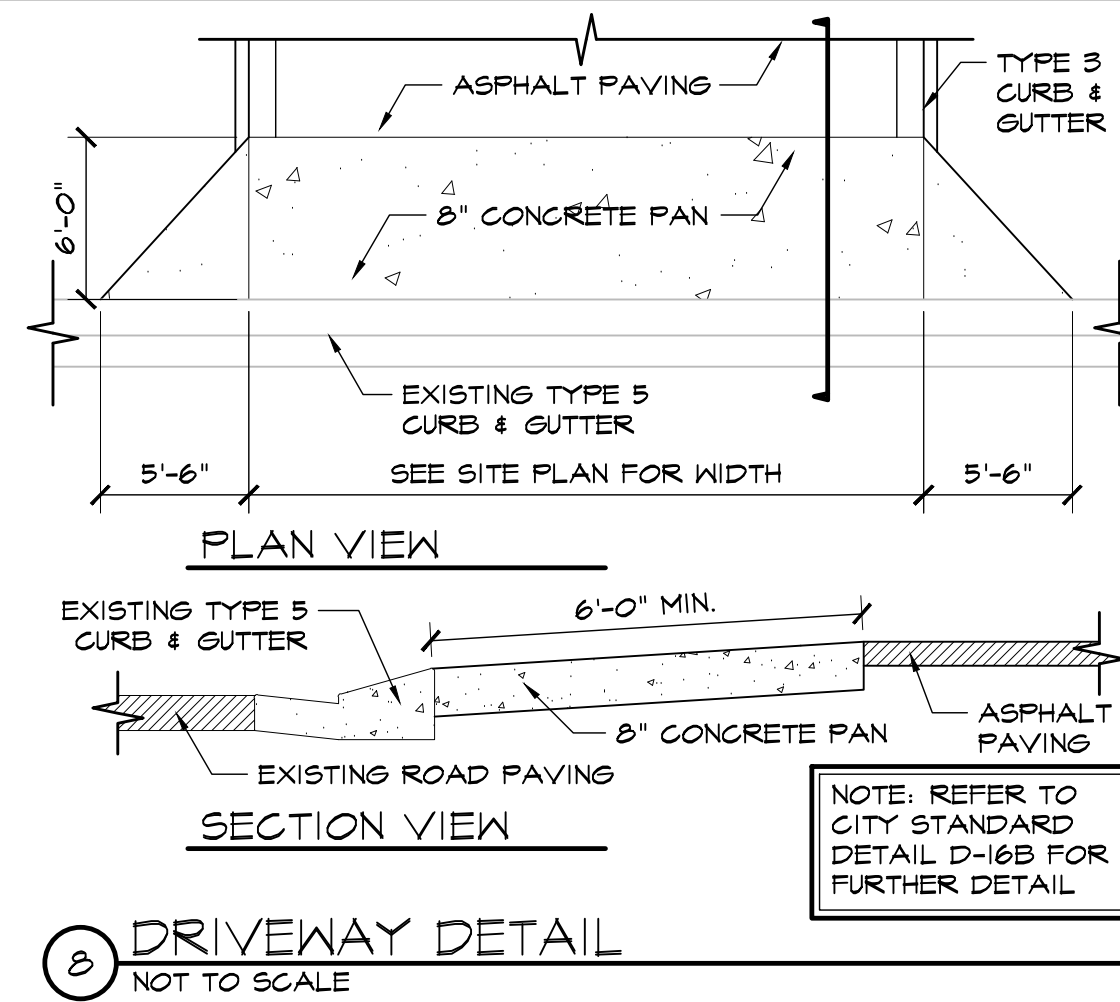 ASPHALT PAVING
TYPE 3
CURB &
GUTTER
6'-0"
8" CONCRETE PAN
EXISTING TYPE 5
CURB & GUTTER
5'-6"
SEE SITE PLAN FOR WIDTH
5'-6"
PLAN VIEW
EXISTING TYPE 5
CURB & GUTTER
6'-0" MIN.
8" CONCRETE PAN
ASPHALT
PAVING
EXISTING ROAD PAVING
SECTION VIEW
NOTE: REFER TO
CITY STANDARD
DETAIL D-16B FOR
FURTHER DETAIL
8
DRIVEWAY DETAIL
NOT TO SCALE